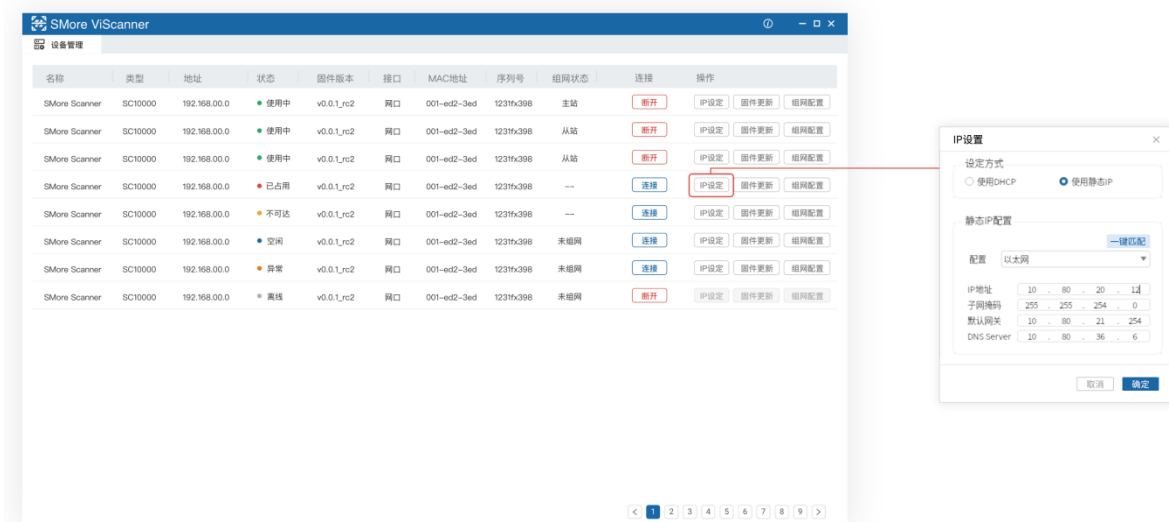 SMore ViScanner
设备管理
名称 类型 地址 状态 固件版本 接口 MAC地址 序列号 组网状态 连接 操作
SMore Scanner SC10000 192.168.00.0 使用中 v0.0.1_rc2 网口 001-ed2-3ed 1231fx398 主站 断开 IP设定 固件更新 组网配置
SMore Scanner SC10000 192.168.00.0 使用中 v0.0.1_rc2 网口 001-ed2-3ed 1231fx398 从站 断开 IP设定 固件更新 组网配置
SMore Scanner SC10000 192.168.00.0 使用中 v0.0.1_rc2 网口 001-ed2-3ed 1231fx398 从站 断开 IP设定 固件更新 组网配置
SMore Scanner SC10000 192.168.00.0 已占用 v0.0.1_rc2 网口 001-ed2-3ed 1231fx398 -- 连接 IP设定 固件更新 组网配置
SMore Scanner SC10000 192.168.00.0 不可达 v0.0.1_rc2 网口 001-ed2-3ed 1231fx398 -- 连接 IP设定 固件更新 组网配置
SMore Scanner SC10000 192.168.00.0 空闲 v0.0.1_rc2 网口 001-ed2-3ed 1231fx398 未组网 连接 IP设定 固件更新 组网配置
SMore Scanner SC10000 192.168.00.0 异常 v0.0.1_rc2 网口 001-ed2-3ed 1231fx398 未组网 连接 IP设定 固件更新 组网配置
SMore Scanner SC10000 192.168.00.0 离线 v0.0.1_rc2 网口 001-ed2-3ed 1231fx398 未组网 断开 IP设定 固件更新 组网配置
< 1 2 3 4 5 6 7 8 9 >
IP设置
设定方式
使用DHCP 使用静态IP
静态IP配置
一键匹配
配置 以太网
IP地址 10 . 80 . 20 . 12
子网掩码 255 . 255 . 254 . 0
默认网关 10 . 80 . 21 . 254
DNS Server 10 . 80 . 36 . 6
取消 确定